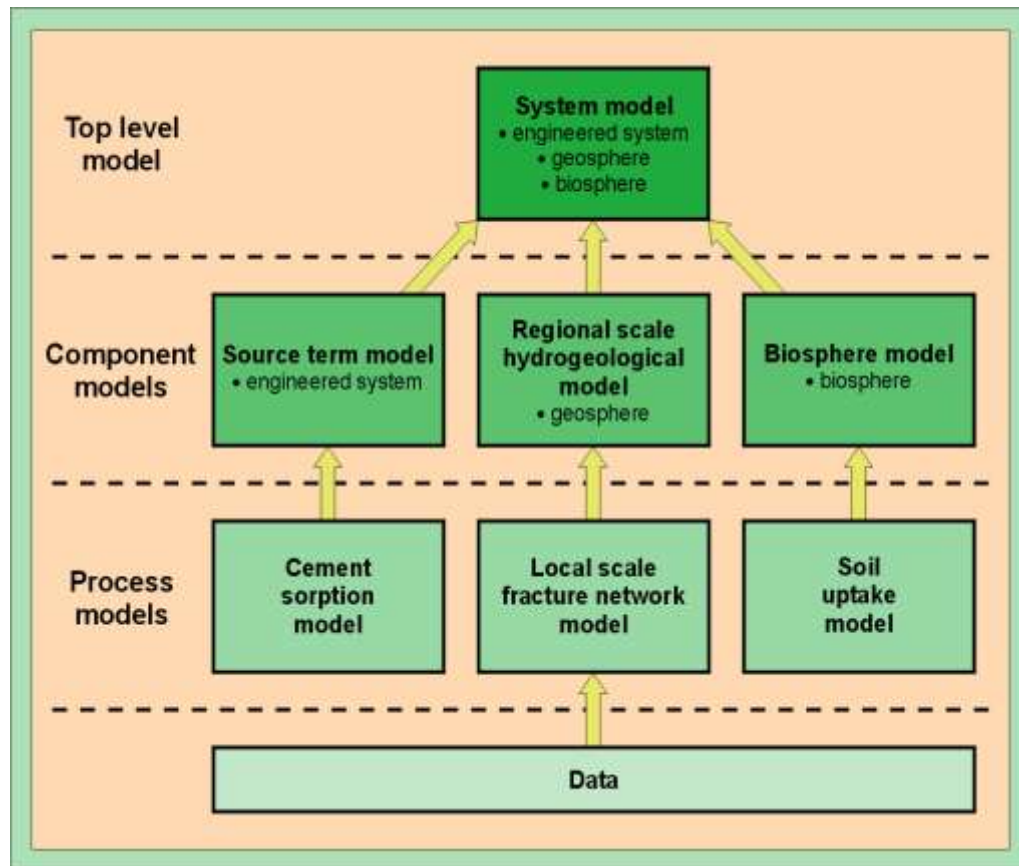 Top level
model
System model
• engineered system
• geosphere
• biosphere
Component
models
Source term model
• engineered system
Regional scale
hydrogeological
model
• geosphere
Biosphere model
• biosphere
Process
models
Cement
sorption
model
Local scale
fracture network
model
Soil
uptake
model
Data